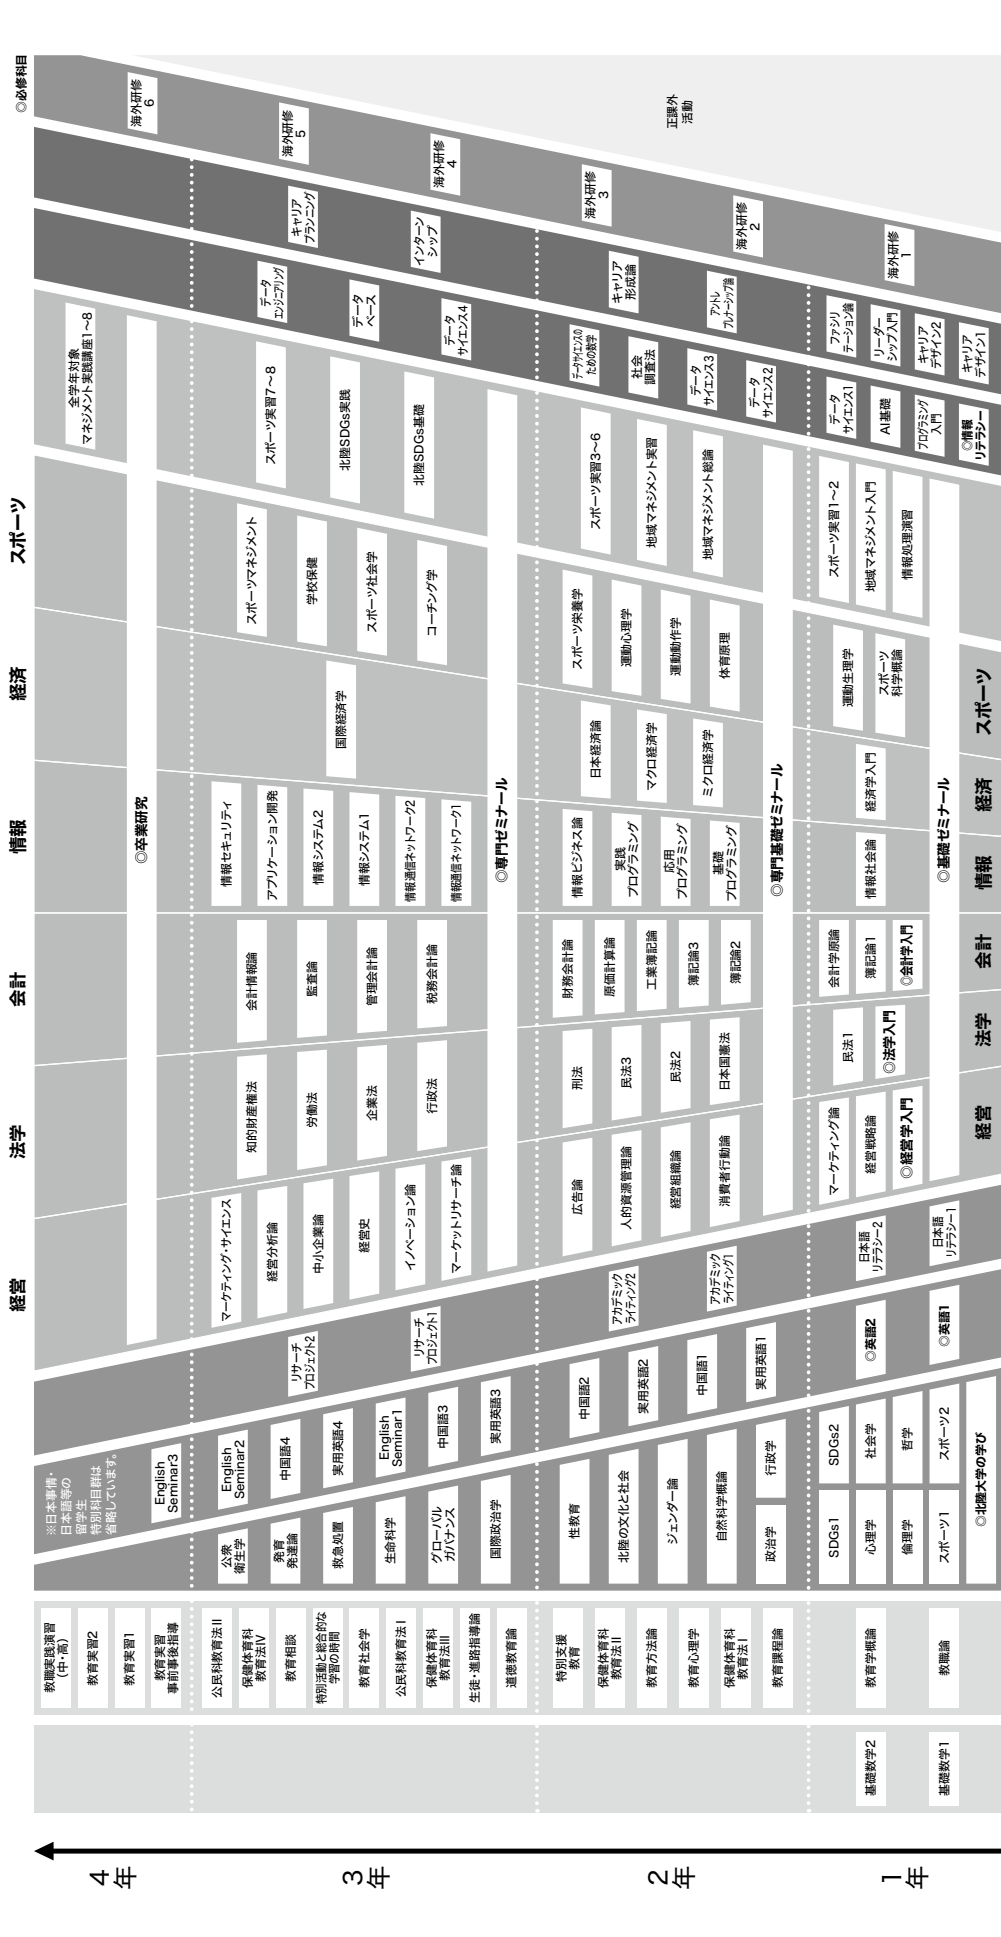 ◎必修科目
経営
法学
会計
情報
経済
スポーツ
4年
教職実践演習
（中・高）
教育実習2
教育実習1
教育実習
事前事後指導
※日本事情・
日本語等の
留学生
特別科目群は
省略しています。
English
Seminar3
◎卒業研究
全学年対象
マネジメント実践講座1〜8
海外研修
6
3年
公民科教育法Ⅱ
保健体育科
教育法Ⅳ
教育相談
特別活動と総合的な
学習の時間
教育社会学
公民科教育法Ⅰ
保健体育科
教育法Ⅲ
生徒・進路指導論
道徳教育論
公衆
衛生学
発育
発達論
救急処置
生命科学
グローバル
ガバナンス
国際政治学
English
Seminar2
中国語4
実用英語4
English
Seminar1
中国語3
実用英語3
リサーチ
プロジェクト2
リサーチ
プロジェクト1
マーケティング・サイエンス
経営分析論
中小企業論
経営史
イノベーション論
マーケットリサーチ論
知的財産権法
労働法
企業法
行政法
会計情報論
監査論
管理会計論
税務会計論
情報セキュリティ
アプリケーション開発
情報システム2
情報システム1
情報通信ネットワーク2
情報通信ネットワーク1
国際経済学
スポーツマネジメント
学校保健
スポーツ社会学
コーチング学
スポーツ実習7〜8
北陸SDGs実践
北陸SDGs基礎
データ
エンジニアリング
データ
ベース
データ
サイエンス4
キャリア
プランニング
インターン
シップ
海外研修
5
海外研修
4
◎専門ゼミナール
2年
特別支援
教育
保健体育科
教育法Ⅱ
教育方法論
教育心理学
保健体育科
教育法Ⅰ
教育課程論
性教育
北陸の文化と社会
ジェンダー論
自然科学概論
政治学
行政学
中国語2
実用英語2
中国語1
実用英語1
アカデミック
ライティング2
アカデミック
ライティング1
広告論
人的資源管理論
経営組織論
消費者行動論
刑法
民法3
民法2
日本国憲法
財務会計論
原価計算論
工業簿記論
簿記論3
簿記論2
情報ビジネス論
実践
プログラミング
応用
プログラミング
基礎
プログラミング
日本経済論
マクロ経済学
ミクロ経済学
スポーツ栄養学
運動心理学
運動動作学
体育原理
スポーツ実習3〜6
地域マネジメント実習
地域マネジメント総論
データサイエンスの
ための数学
社会
調査法
データ
サイエンス3
データ
サイエンス2
キャリア
形成論
アントレ
プレナーシップ論
海外研修
3
海外研修
2
正課外
活動
◎専門基礎ゼミナール
1年
基礎数学2
基礎数学1
教育学概論
教職論
SDGs1
心理学
倫理学
スポーツ1
SDGs2
社会学
哲学
スポーツ2
◎北陸大学の学び
◎英語2
◎英語1
日本語
リテラシー2
日本語
リテラシー1
マーケティング論
経営戦略論
◎経営学入門
民法1
◎法学入門
会計学原論
簿記論1
◎会計学入門
情報社会論
経済学入門
運動生理学
スポーツ
科学概論
スポーツ実習1〜2
地域マネジメント入門
情報処理演習
データ
サイエンス1
AI基礎
プログラミング
入門
◎情報
リテラシー
ファシリ
テーション論
リーダー
シップ入門
キャリア
デザイン2
キャリア
デザイン1
海外研修
1
◎基礎ゼミナール
経営
法学
会計
情報
経済
スポーツ